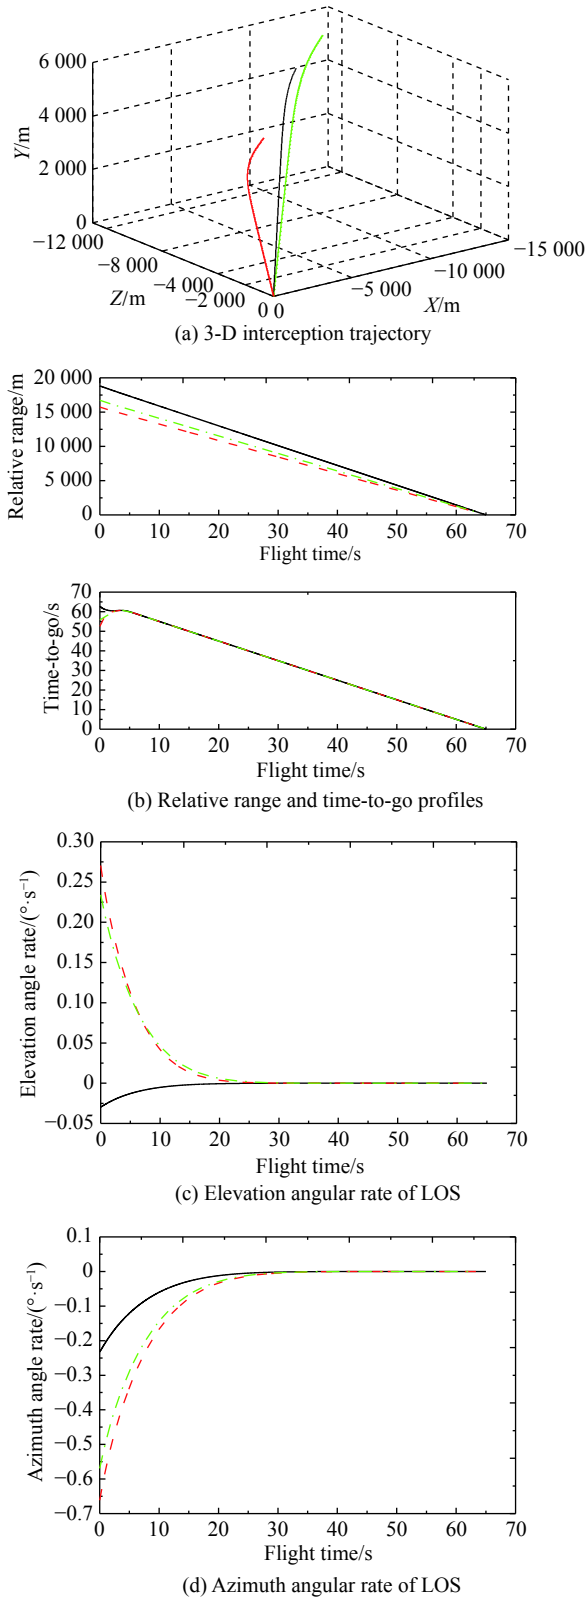 6 000
4 000
2 000
0
Y/m
−12 000
−8 000
−4 000
−2 000
0 0
Z/m
−5 000
−10 000
−15 000
X/m
(a) 3-D interception trajectory
20 000
15 000
10 000
5 000
0
Relative range/m
0 10 20 30 40 50 60 70
Flight time/s
70
60
50
40
30
20
10
0
Time-to-go/s
0 10 20 30 40 50 60 70
Flight time/s
(b) Relative range and time-to-go profiles
0.30
0.25
0.20
0.15
0.10
0.05
0
−0.05
Elevation angle rate/(°·s⁻¹)
0 10 20 30 40 50 60 70
Flight time/s
(c) Elevation angular rate of LOS
0.1
0
−0.1
−0.2
−0.3
−0.4
−0.5
−0.6
−0.7
Azimuth angle rate/(°·s⁻¹)
0 10 20 30 40 50 60 70
Flight time/s
(d) Azimuth angular rate of LOS